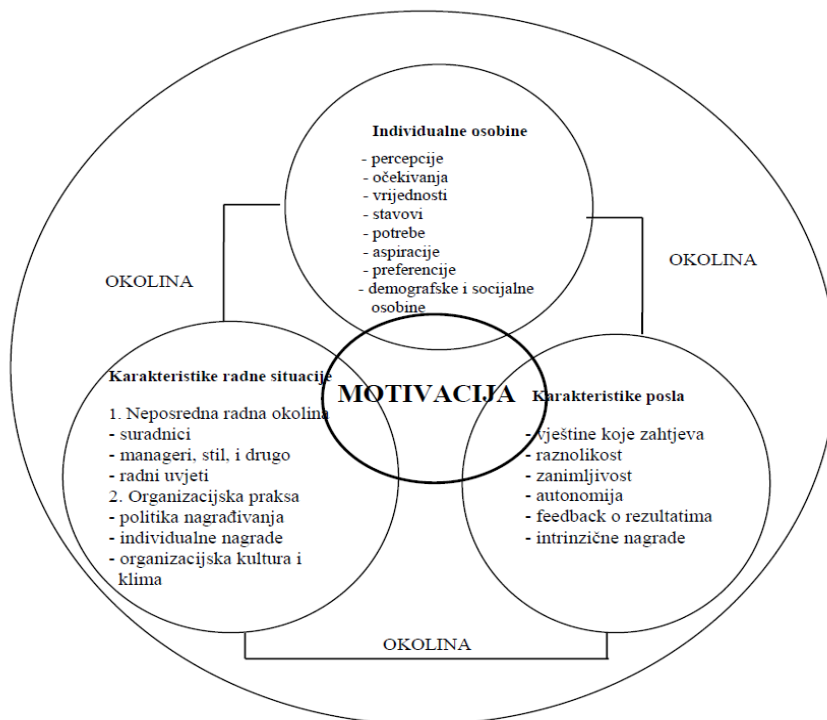 Individualne osobine
- percepcije
- očekivanja
- vrijednosti
- stavovi
- potrebe
- aspiracije
- preferencije
- demografske i socijalne
osobine
OKOLINA
OKOLINA
MOTIVACIJA
Karakteristike radne situacije
1. Neposredna radna okolina
- suradnici
- manageri, stil, i drugo
- radni uvjeti
2. Organizacijska praksa
- politika nagrađivanja
- individualne nagrade
- organizacijska kultura i
klima
Karakteristike posla
- vještine koje zahtjeva
- raznolikost
- zanimljivost
- autonomija
- feedback o rezultatima
- intrinzične nagrade
OKOLINA